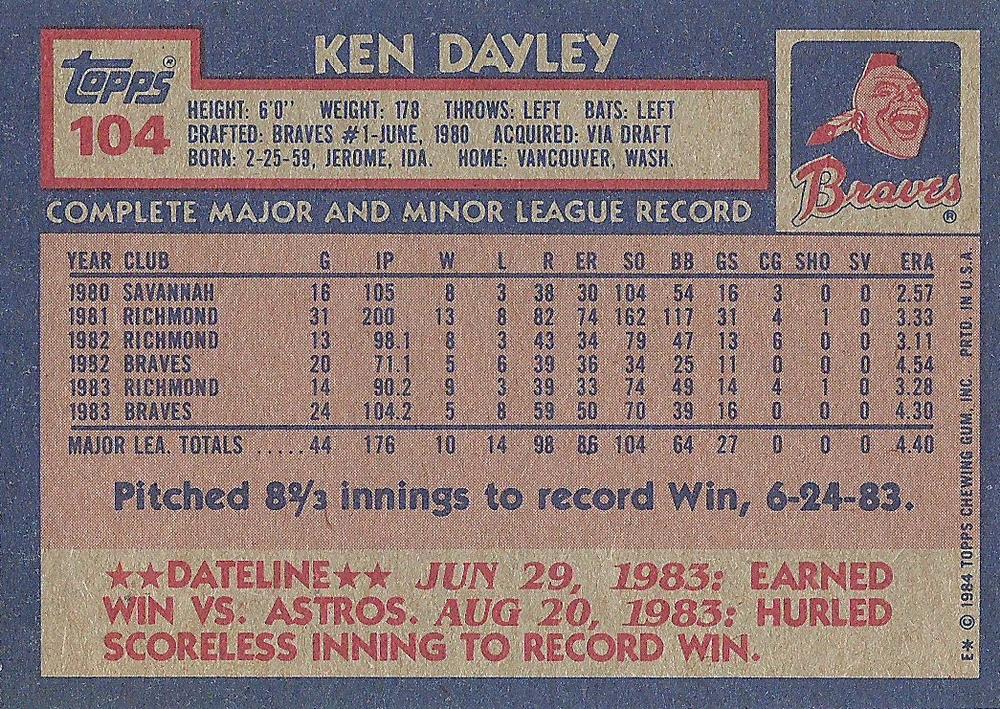 KEN DAYLEY
Topps®
104
HEIGHT: 6'0'' WEIGHT: 178 THROWS: LEFT BATS: LEFT
DRAFTED: BRAVES #1-JUNE, 1980 ACQUIRED: VIA DRAFT
BORN: 2-25-59, JEROME, IDA. HOME: VANCOUVER, WASH.
Braves®
COMPLETE MAJOR AND MINOR LEAGUE RECORD
YEAR CLUB G IP W L R ER SO BB GS CG SHO SV ERA
1980 SAVANNAH 16 105 8 3 38 30 104 54 16 3 0 0 2.57
1981 RICHMOND 31 200 13 8 82 74 162 117 31 4 1 0 3.33
1982 RICHMOND 13 98.1 8 3 43 34 79 47 13 6 0 0 3.11
1982 BRAVES 20 71.1 5 6 39 36 34 25 11 0 0 0 4.54
1983 RICHMOND 14 90.2 9 3 39 33 74 49 14 4 1 0 3.28
1983 BRAVES 24 104.2 5 8 59 50 70 39 16 0 0 0 4.30
MAJOR LEA. TOTALS .....44 176 10 14 98 86 104 64 27 0 0 0 4.40
Pitched 8⅔ innings to record Win, 6-24-83.
★★DATELINE★★ JUN 29, 1983: EARNED
WIN VS. ASTROS. AUG 20, 1983: HURLED
SCORELESS INNING TO RECORD WIN.
E* © 1984 TOPPS CHEWING GUM, INC. PRTD. IN U.S.A.